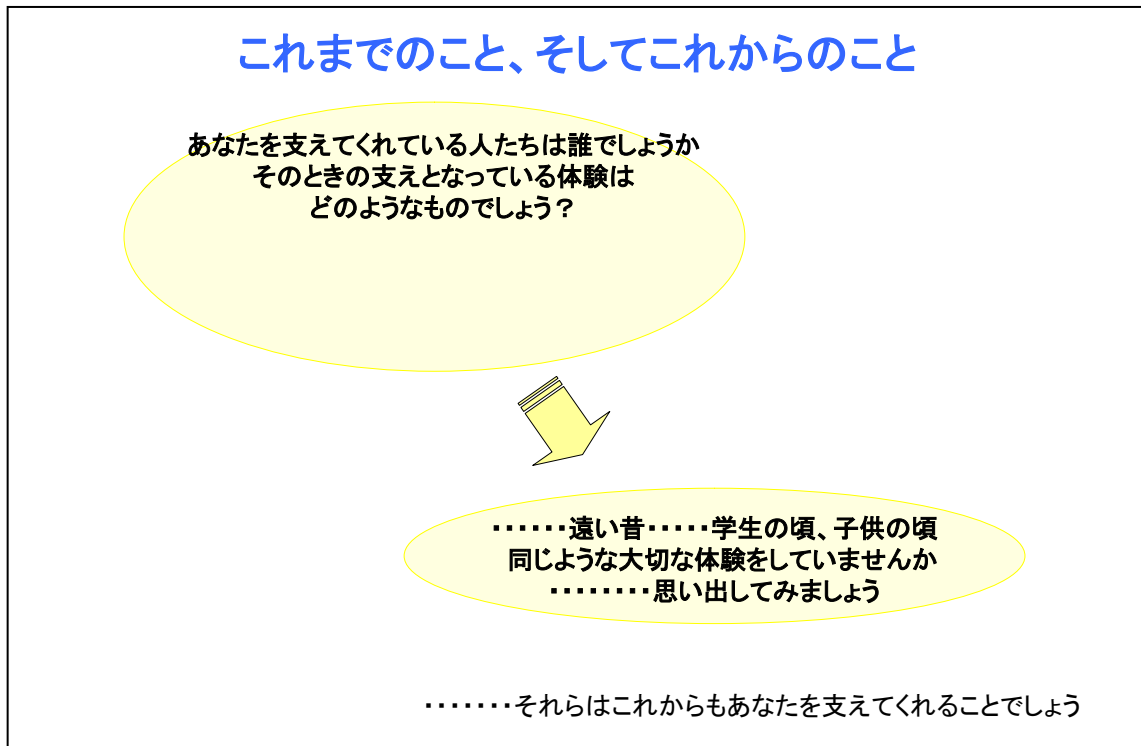 これまでのこと、そしてこれからのこと
あなたを支えてくれている人たちは誰でしょうか
そのときの支えとなっている体験は
どのようなものでしょう？
・・・・・・遠い昔・・・・・学生の頃、子供の頃
同じような大切な体験をしていませんか
・・・・・・・・思い出してみましょう
・・・・・・・それらはこれからもあなたを支えてくれることでしょう